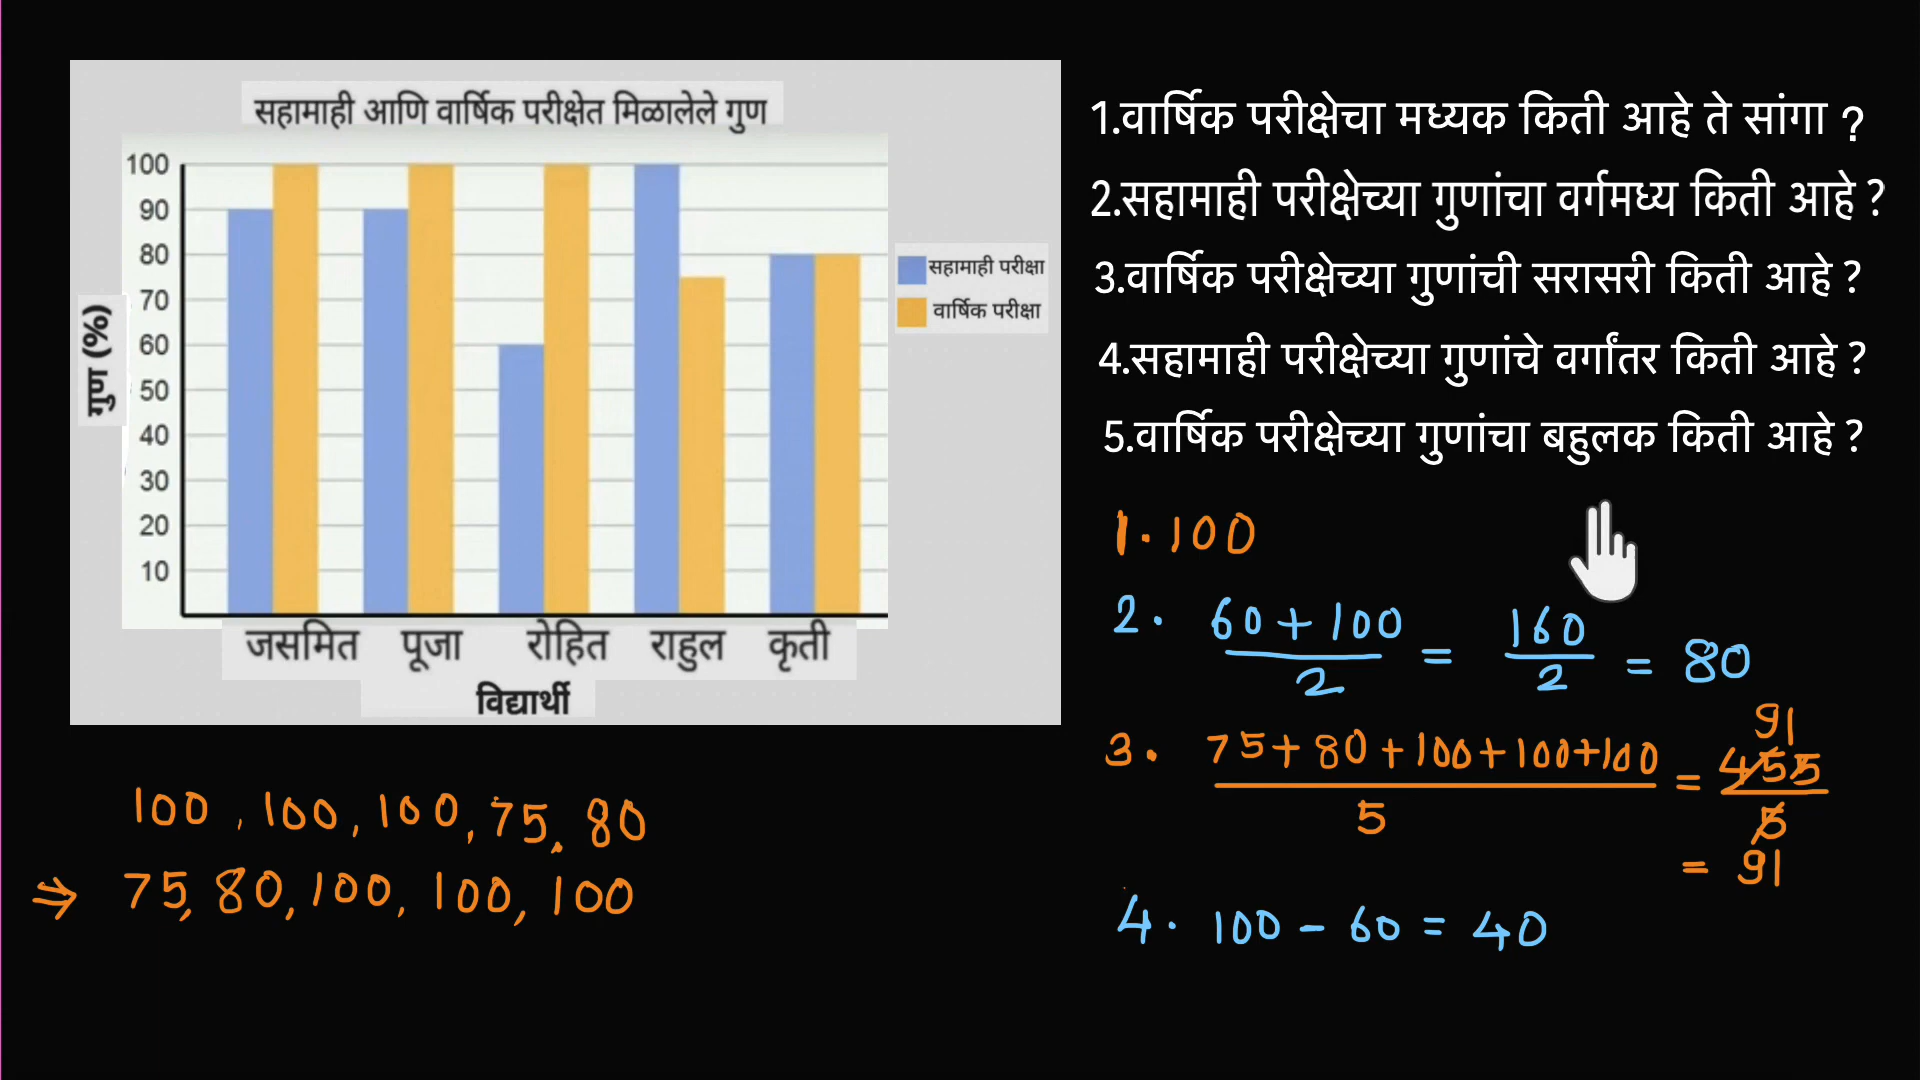 सहामाही आणि वार्षिक परीक्षेत मिळालेले गुण
100
90
80
70
60
50
40
30
20
10
गुण (%)
जसमित पूजा रोहित राहुल कृती
विद्यार्थी
सहामाही परीक्षा
वार्षिक परीक्षा
1.वार्षिक परीक्षेचा मध्यक किती आहे ते सांगा ?
2.सहामाही परीक्षेच्या गुणांचा वर्गमध्य किती आहे ?
3.वार्षिक परीक्षेच्या गुणांची सरासरी किती आहे ?
4.सहामाही परीक्षेच्या गुणांचे वर्गांतर किती आहे ?
5.वार्षिक परीक्षेच्या गुणांचा बहुलक किती आहे ?
1. 100
2. 60 + 100 / 2 = 160 / 2 = 80
3. 75 + 80 + 100 + 100 + 100 / 5 = 455 / 5 91
= 91
4. 100 - 60 = 40
100, 100, 100, 75, 80
⇒ 75, 80, 100, 100, 100